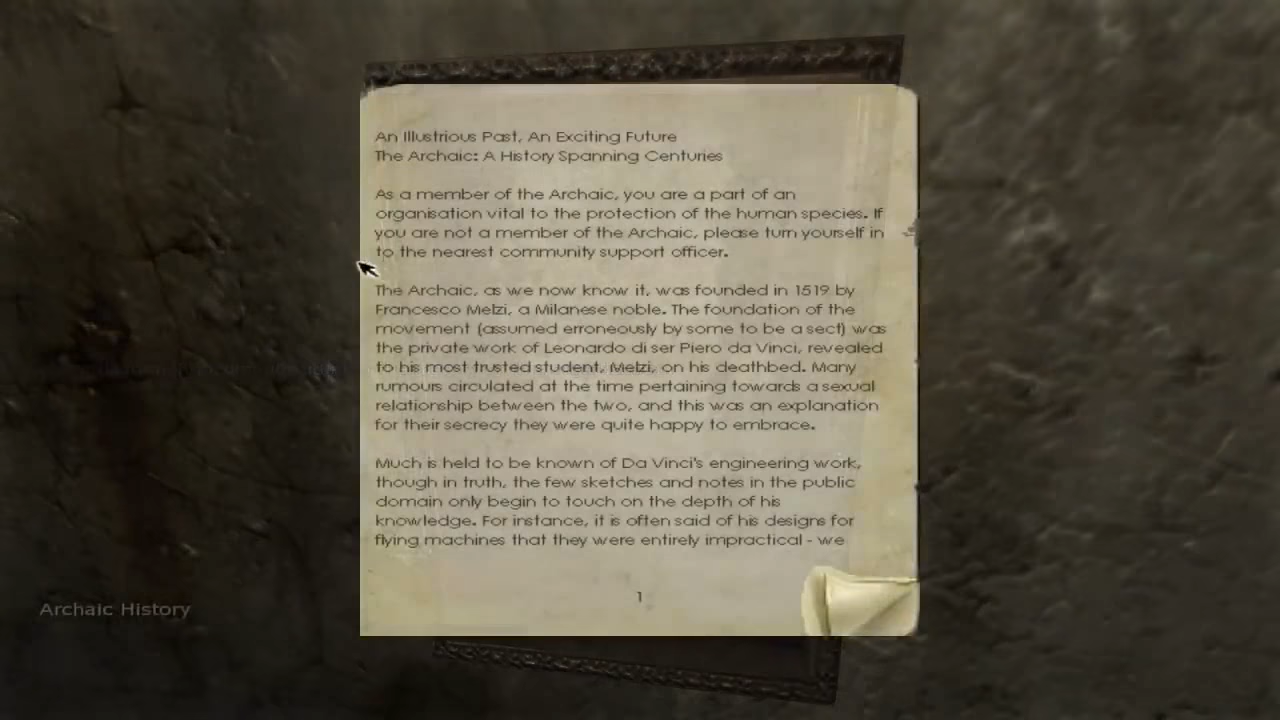 An Illustrious Past, An Exciting Future
The Archaic: A History Spanning Centuries
As a member of the Archaic, you are a part of an
organisation vital to the protection of the human species. If
you are not a member of the Archaic, please turn yourself in
to the nearest community support officer.
The Archaic, as we now know it, was founded in 1519 by
Francesco Melzi, a Milanese noble. The foundation of the
movement (assumed erroneously by some to be a sect) was
the private work of Leonardo di ser Piero da Vinci, revealed
to his most trusted student, Melzi, on his deathbed. Many
rumours circulated at the time pertaining towards a sexual
relationship between the two, and this was an explanation
for their secrecy they were quite happy to embrace.
Much is held to be known of Da Vinci's engineering work,
though in truth, the few sketches and notes in the public
domain only begin to touch on the depth of his
knowledge. For instance, it is often said of his designs for
flying machines that they were entirely impractical - we
1
Archaic History